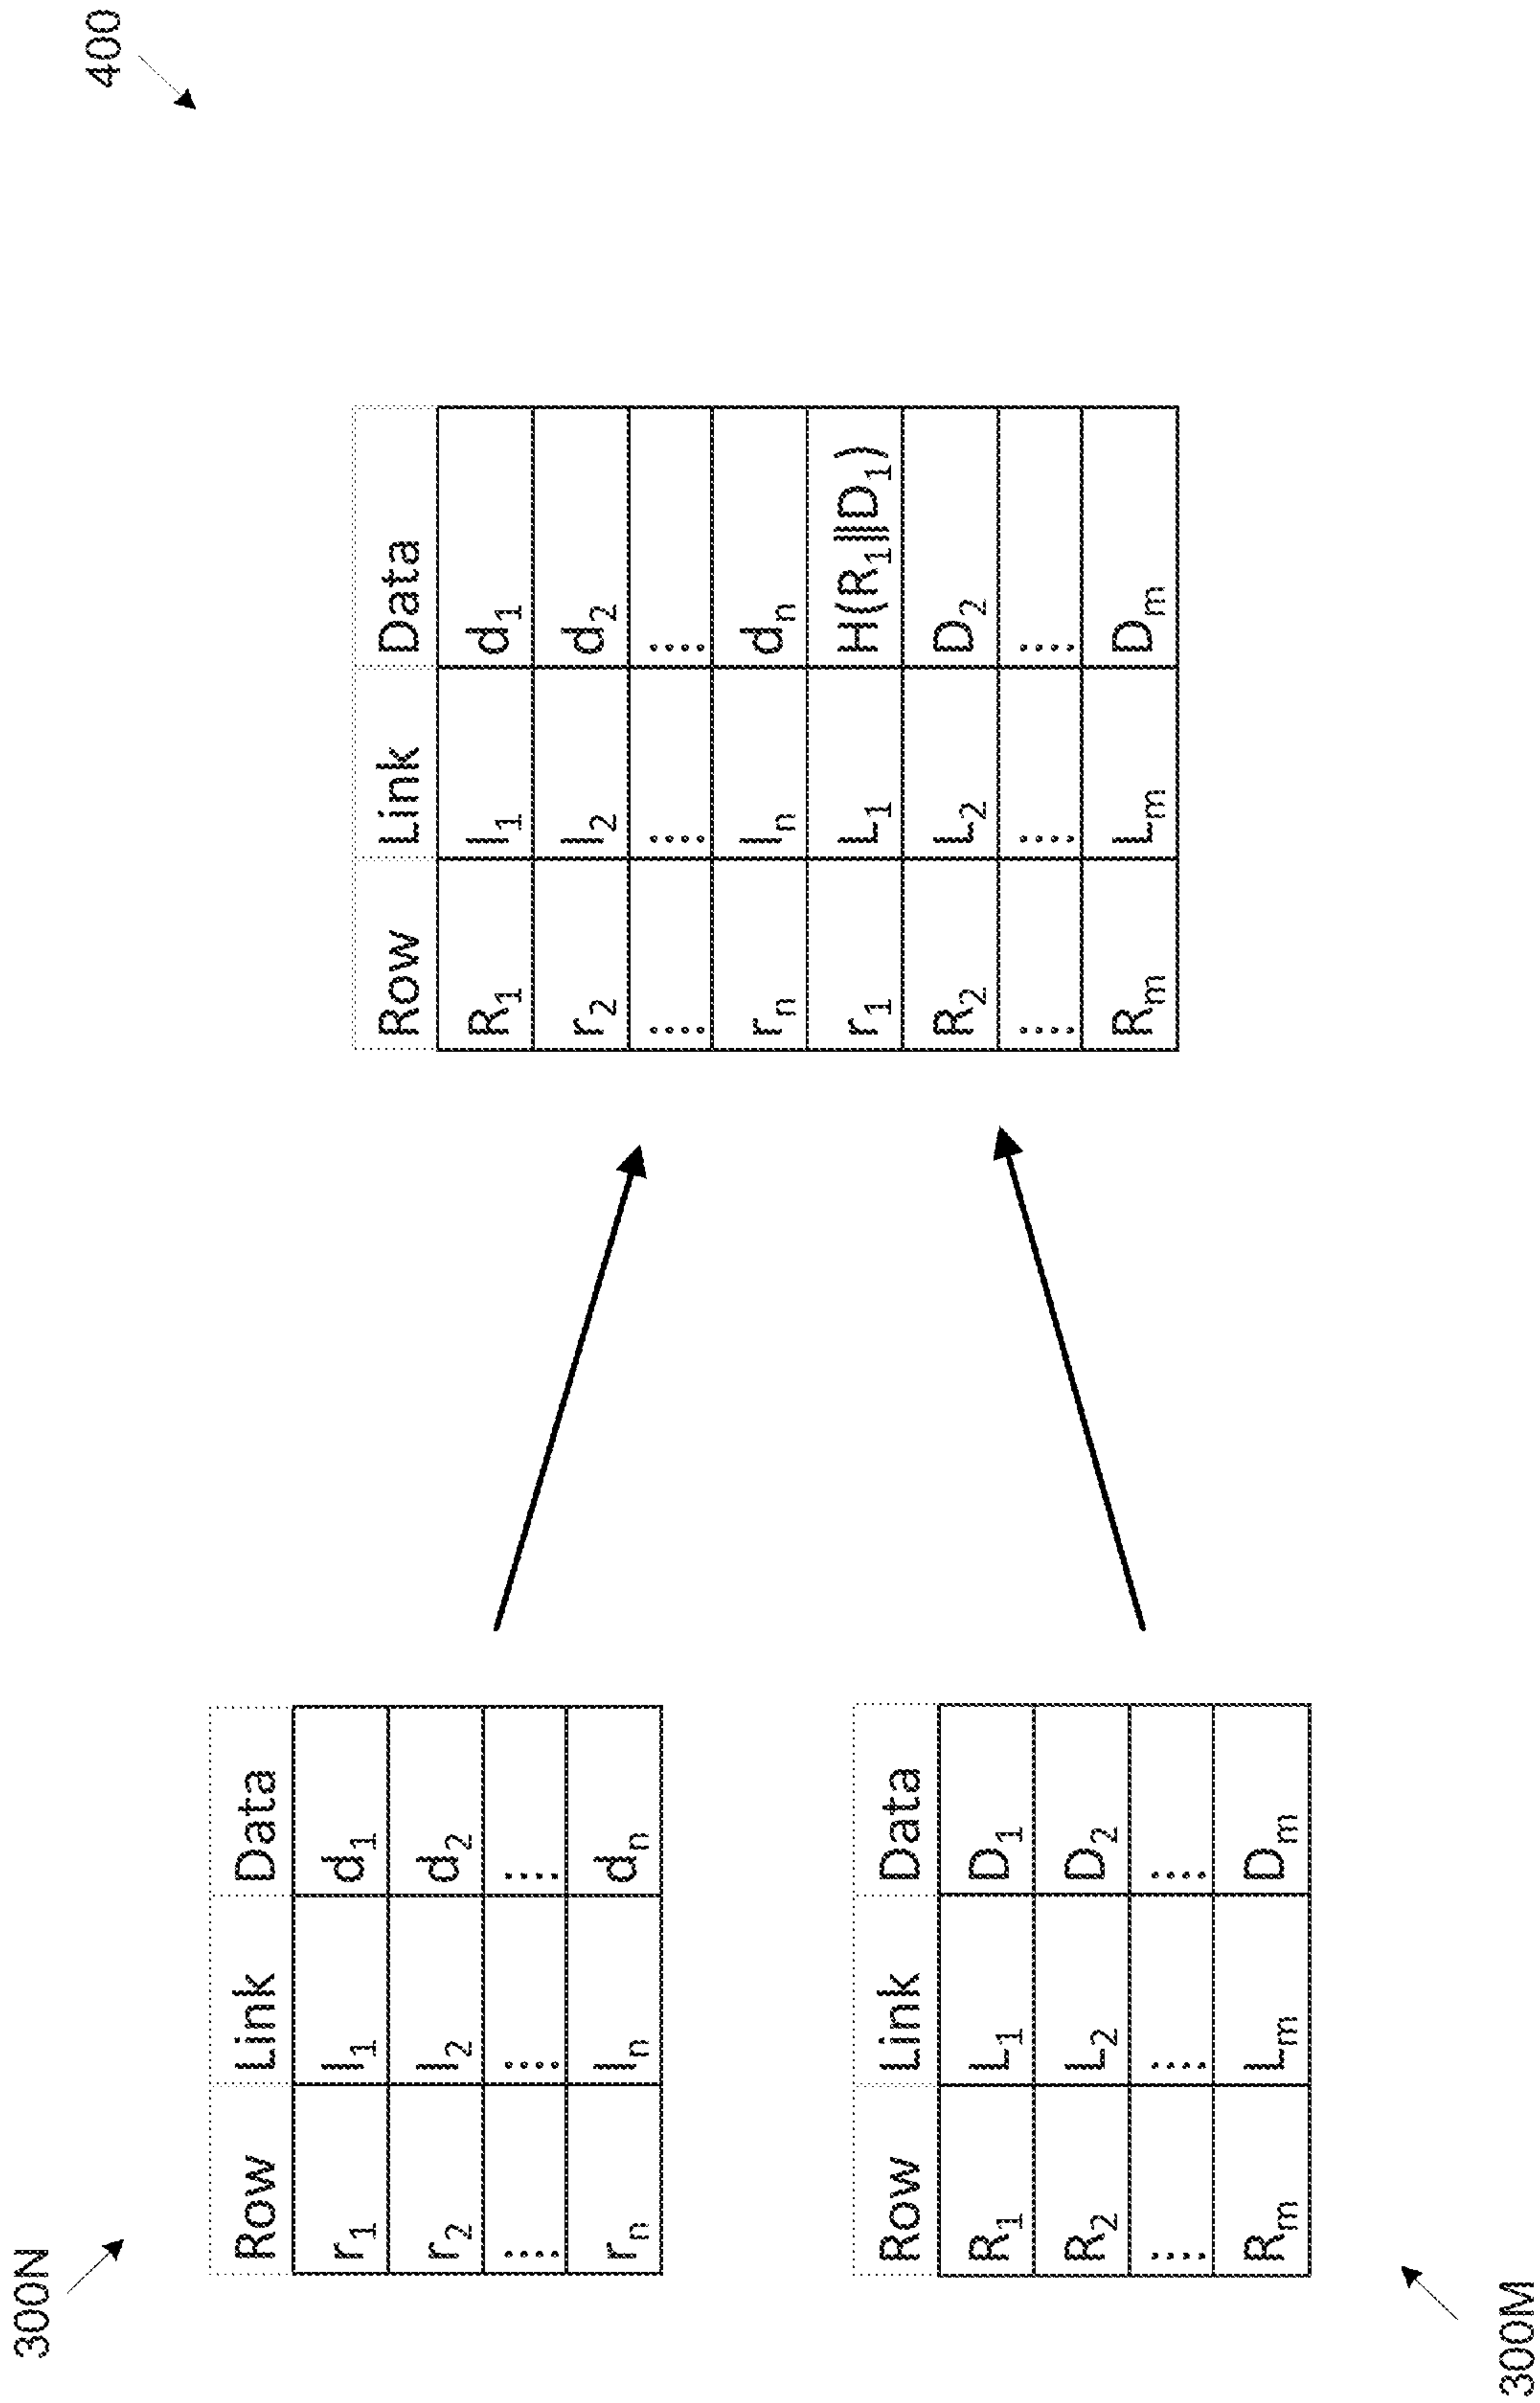 300N
400
Row Link Data
r₁ l₁ d₁
r₂ l₂ d₂
.... .... ....
rₙ lₙ dₙ
Row Link Data
R₁ L₁ D₁
R₂ L₂ D₂
.... .... ....
Rₘ Lₘ Dₘ
300M
Row Link Data
R₁ l₁ d₁
r₂ l₂ d₂
.... .... ....
rₙ lₙ dₙ
r₁ L₁ H(R₁||D₁)
R₂ L₂ D₂
.... .... ....
Rₘ Lₘ Dₘ